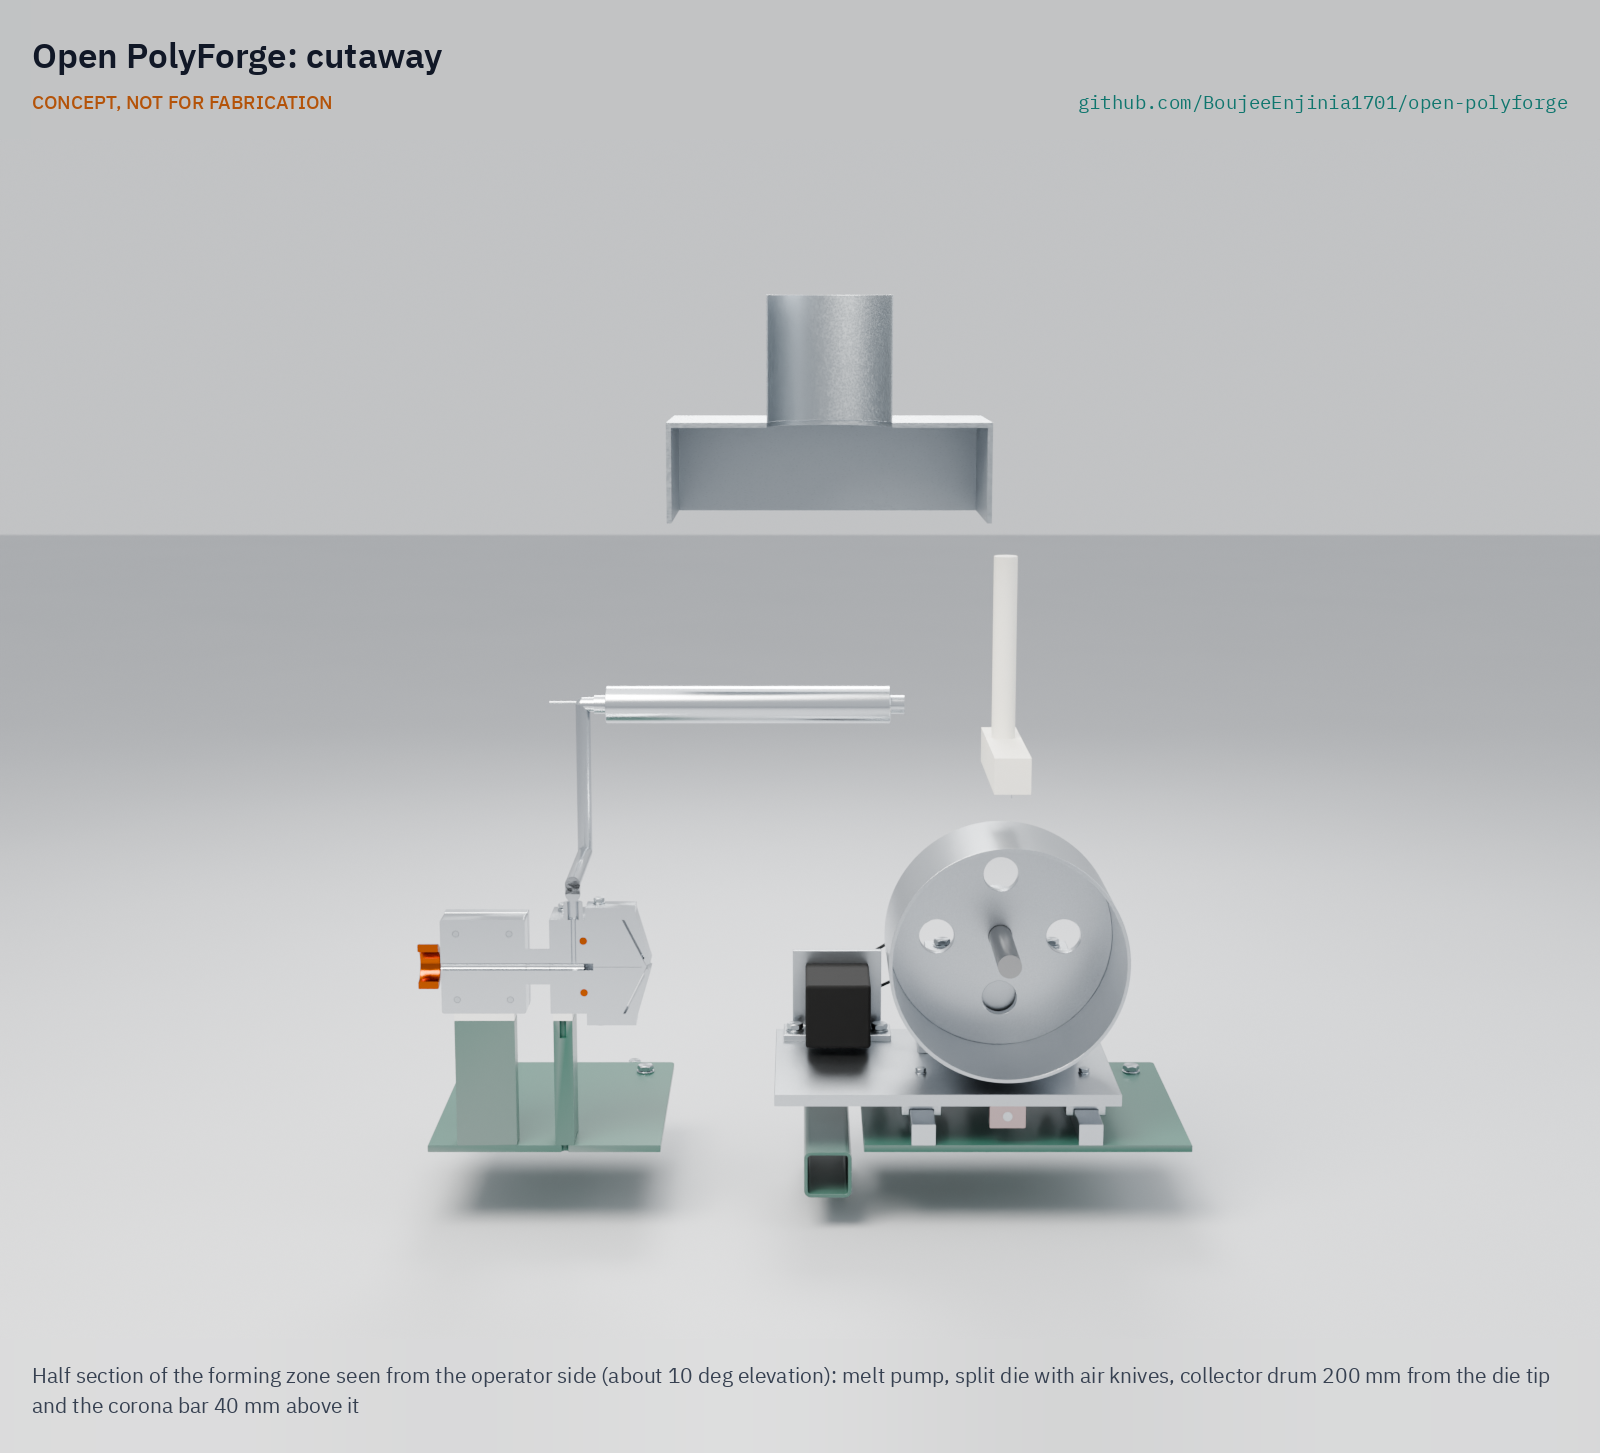 Open PolyForge: cutaway
CONCEPT, NOT FOR FABRICATION
github.com/BoujeeEnjinia1701/open-polyforge
Half section of the forming zone seen from the operator side (about 10 deg elevation): melt pump, split die with air knives, collector drum 200 mm from the die tip
and the corona bar 40 mm above it